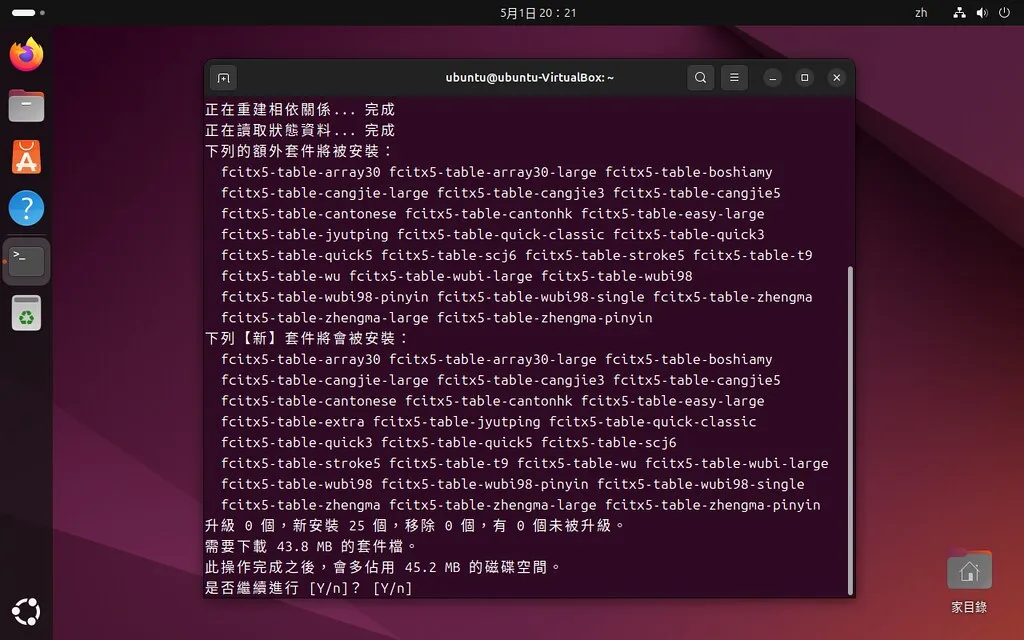 5月1日 20：21
zh
ubuntu@ubuntu-VirtualBox: ~
正在重建相依關係... 完成
正在讀取狀態資料... 完成
下列的額外套件將被安裝：
fcitx5-table-array30 fcitx5-table-array30-large fcitx5-table-boshiamy
fcitx5-table-cangjie-large fcitx5-table-cangjie3 fcitx5-table-cangjie5
fcitx5-table-cantonese fcitx5-table-cantonhk fcitx5-table-easy-large
fcitx5-table-jyutping fcitx5-table-quick-classic fcitx5-table-quick3
fcitx5-table-quick5 fcitx5-table-scj6 fcitx5-table-stroke5 fcitx5-table-t9
fcitx5-table-wu fcitx5-table-wubi-large fcitx5-table-wubi98
fcitx5-table-wubi98-pinyin fcitx5-table-wubi98-single fcitx5-table-zhengma
fcitx5-table-zhengma-large fcitx5-table-zhengma-pinyin
下列【新】套件將會被安裝：
fcitx5-table-array30 fcitx5-table-array30-large fcitx5-table-boshiamy
fcitx5-table-cangjie-large fcitx5-table-cangjie3 fcitx5-table-cangjie5
fcitx5-table-cantonese fcitx5-table-cantonhk fcitx5-table-easy-large
fcitx5-table-extra fcitx5-table-jyutping fcitx5-table-quick-classic
fcitx5-table-quick3 fcitx5-table-quick5 fcitx5-table-scj6
fcitx5-table-stroke5 fcitx5-table-t9 fcitx5-table-wu fcitx5-table-wubi-large
fcitx5-table-wubi98 fcitx5-table-wubi98-pinyin fcitx5-table-wubi98-single
fcitx5-table-zhengma fcitx5-table-zhengma-large fcitx5-table-zhengma-pinyin
升級 0 個，新安裝 25 個，移除 0 個，有 0 個未被升級。
需要下載 43.8 MB 的套件檔。
此操作完成之後，會多佔用 45.2 MB 的磁碟空間。
是否繼續進行 [Y/n]？ [Y/n]
家目錄